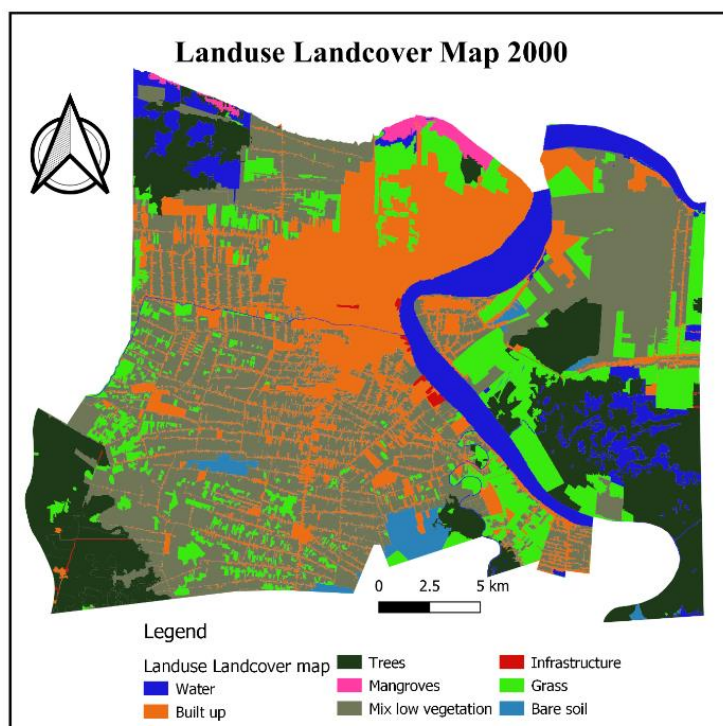 Landuse Landcover Map 2000
0 2.5 5 km
Legend
Landuse Landcover map
Water
Built up
Trees
Mangroves
Mix low vegetation
Infrastructure
Grass
Bare soil